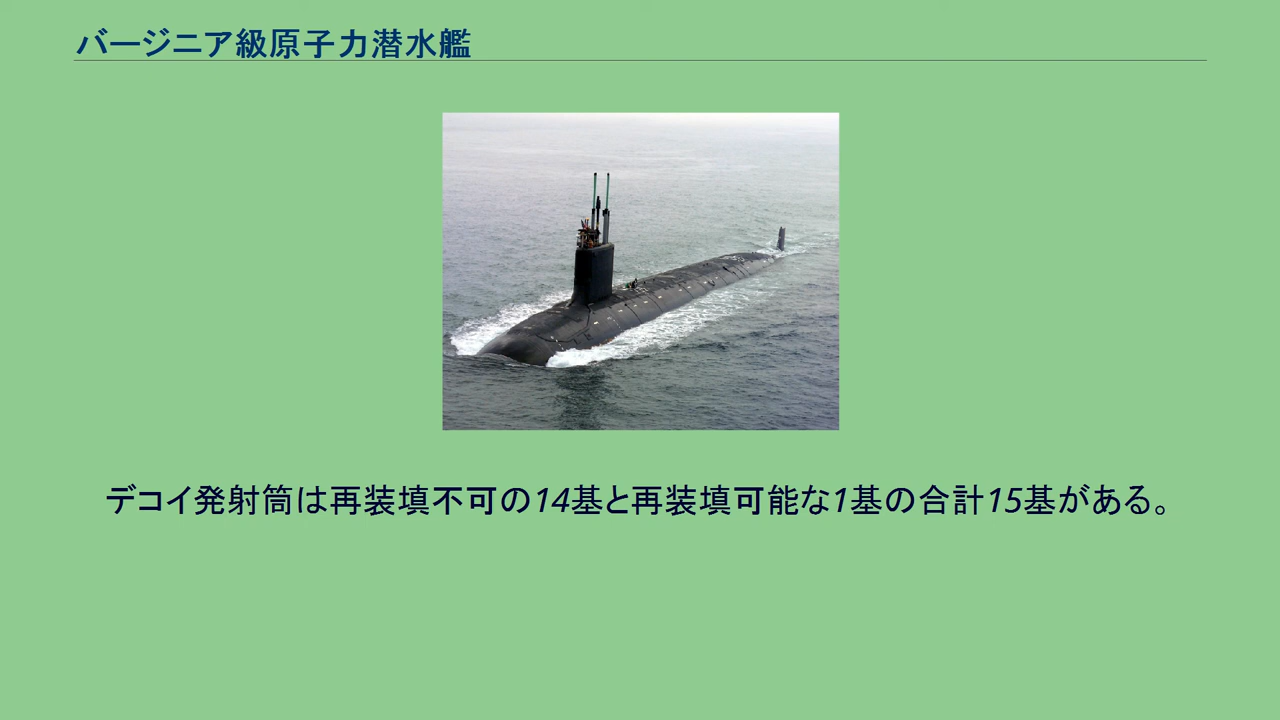 バージニア級原子力潜水艦
デコイ発射筒は再装填不可の14基と再装填可能な1基の合計15基がある。